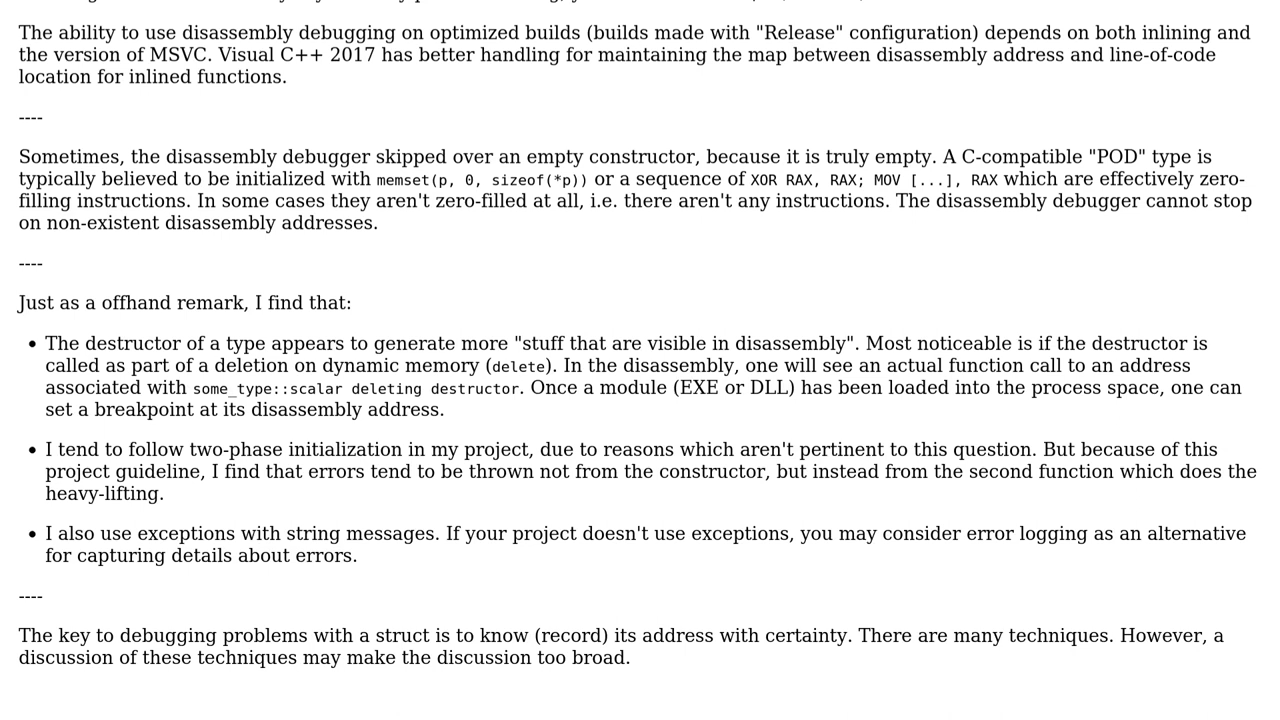 The ability to use disassembly debugging on optimized builds (builds made with "Release" configuration) depends on both inlining and
the version of MSVC. Visual C++ 2017 has better handling for maintaining the map between disassembly address and line-of-code
location for inlined functions.
----
Sometimes, the disassembly debugger skipped over an empty constructor, because it is truly empty. A C-compatible "POD" type is
typically believed to be initialized with memset(p, 0, sizeof(*p)) or a sequence of XOR RAX, RAX; MOV [...], RAX which are effectively zero-
filling instructions. In some cases they aren't zero-filled at all, i.e. there aren't any instructions. The disassembly debugger cannot stop
on non-existent disassembly addresses.
----
Just as a offhand remark, I find that:
• The destructor of a type appears to generate more "stuff that are visible in disassembly". Most noticeable is if the destructor is
called as part of a deletion on dynamic memory (delete). In the disassembly, one will see an actual function call to an address
associated with some_type::scalar deleting destructor. Once a module (EXE or DLL) has been loaded into the process space, one can
set a breakpoint at its disassembly address.
• I tend to follow two-phase initialization in my project, due to reasons which aren't pertinent to this question. But because of this
project guideline, I find that errors tend to be thrown not from the constructor, but instead from the second function which does the
heavy-lifting.
• I also use exceptions with string messages. If your project doesn't use exceptions, you may consider error logging as an alternative
for capturing details about errors.
----
The key to debugging problems with a struct is to know (record) its address with certainty. There are many techniques. However, a
discussion of these techniques may make the discussion too broad.